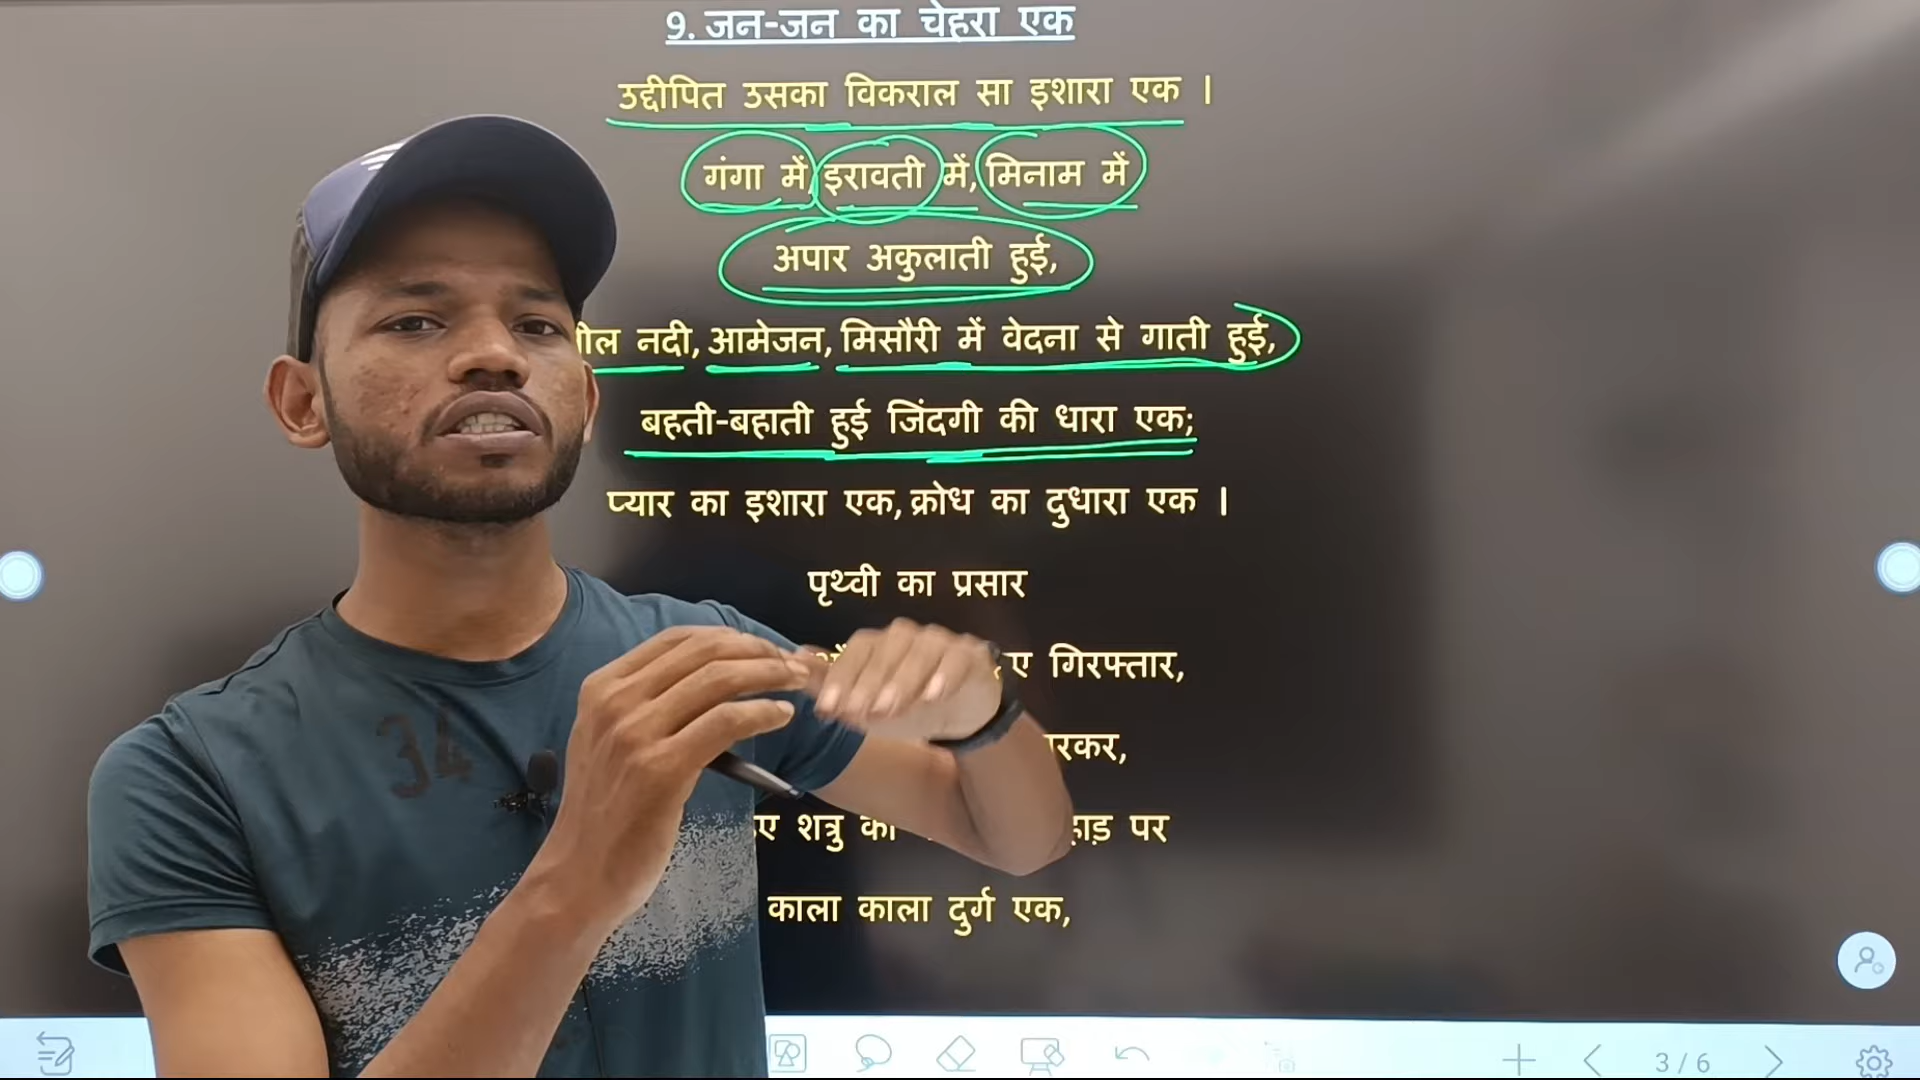 9. जन-जन का चेहरा एक
उद्दीपित उसका विकराल सा इशारा एक ।
गंगा में, इरावती में, मिनाम में
अपार अकुलाती हुई,
नदी, आमेजन, मिसौरी में वेदना से गाती हुई,
बहती-बहाती हुई जिंदगी की धारा एक;
प्यार का इशारा एक, क्रोध का दुधारा एक ।
पृथ्वी का प्रसार
गिरफ्तार,
शत्रु पर
काला काला दुर्ग एक,
34
3 / 6